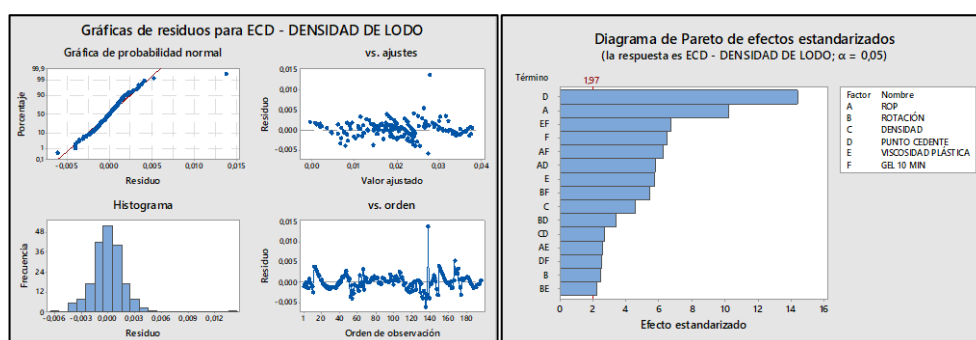 Gráficas de residuos para ECD - DENSIDAD DE LODO
Gráfica de probabilidad normal
99,9
99
90
50
10
1
0,1
Porcentaje
-0,005
0,000
0,005
0,010
0,015
Residuo
vs. ajustes
0,015
0,010
0,005
0,000
-0,005
Residuo
0,00
0,01
0,02
0,03
0,04
Valor ajustado
Histograma
48
36
24
12
0
Frecuencia
-0,006
-0,003
0,000
0,003
0,006
0,009
0,012
Residuo
vs. orden
0,015
0,010
0,005
0,000
-0,005
Residuo
1 20 40 60 80 100 120 140 160 180
Orden de observación
Diagrama de Pareto de efectos estandarizados
(la respuesta es ECD - DENSIDAD DE LODO; α = 0,05)
Término
1,97
D
A
EF
F
AF
AD
E
BF
C
BD
CD
AE
DF
B
BE
0 2 4 6 8 10 12 14 16
Efecto estandarizado
Factor Nombre
A ROP
B ROTACIÓN
C DENSIDAD
D PUNTO CEDENTE
E VISCOSIDAD PLÁSTICA
F GEL 10 MIN